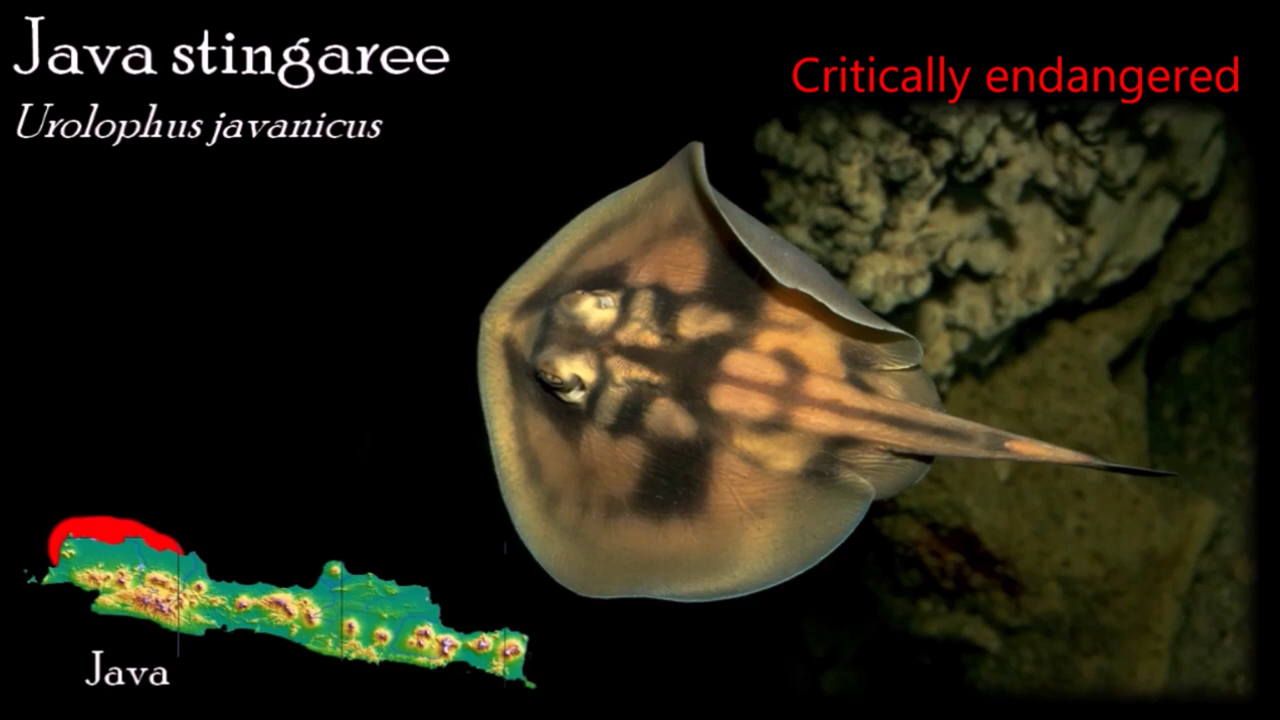 Java stingaree
Urolophus javanicus
Critically endangered
Java